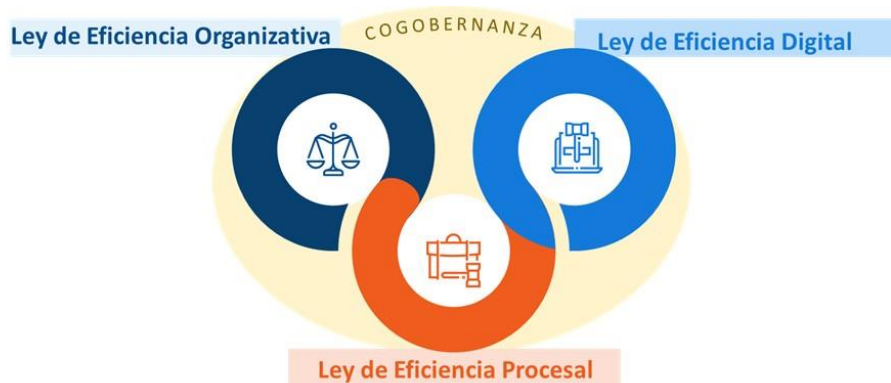 COGOBERNANZA
Ley de Eficiencia Organizativa
Ley de Eficiencia Digital
Ley de Eficiencia Procesal